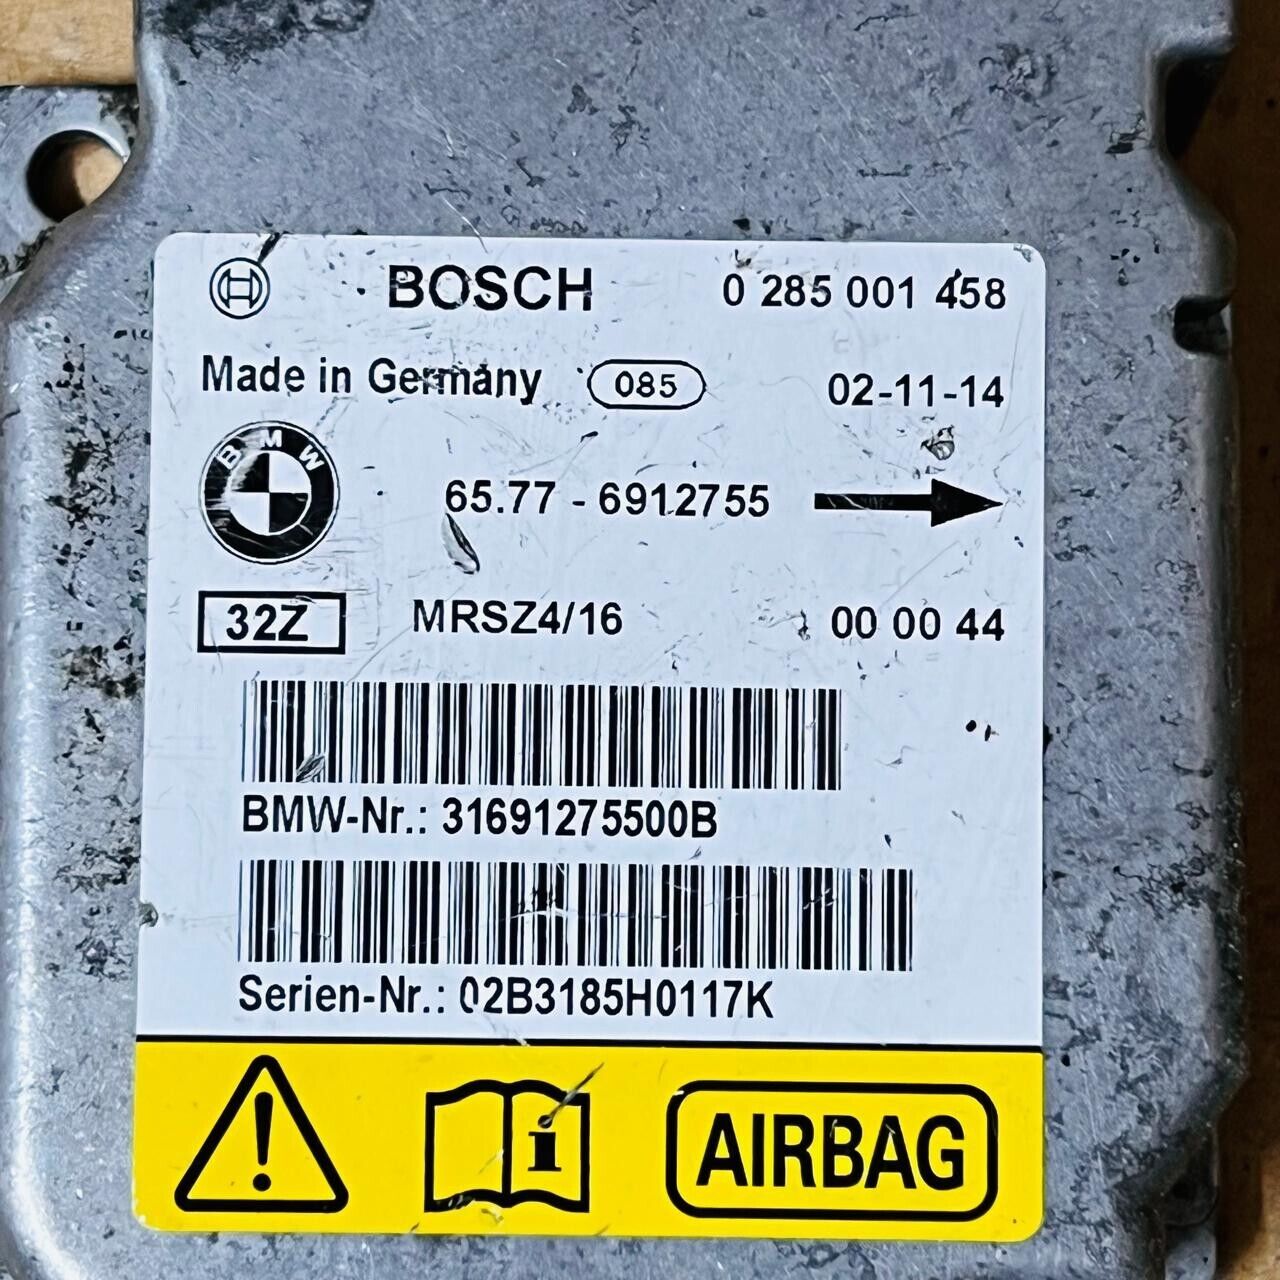 BOSCH 0 285 001 458
Made in Germany 085 02-11-14
BMW 65.77 - 6912755
32Z MRSZ4/16 00 00 44
BMW-Nr.: 31691275500B
Serien-Nr.: 02B3185H0117K
i AIRBAG